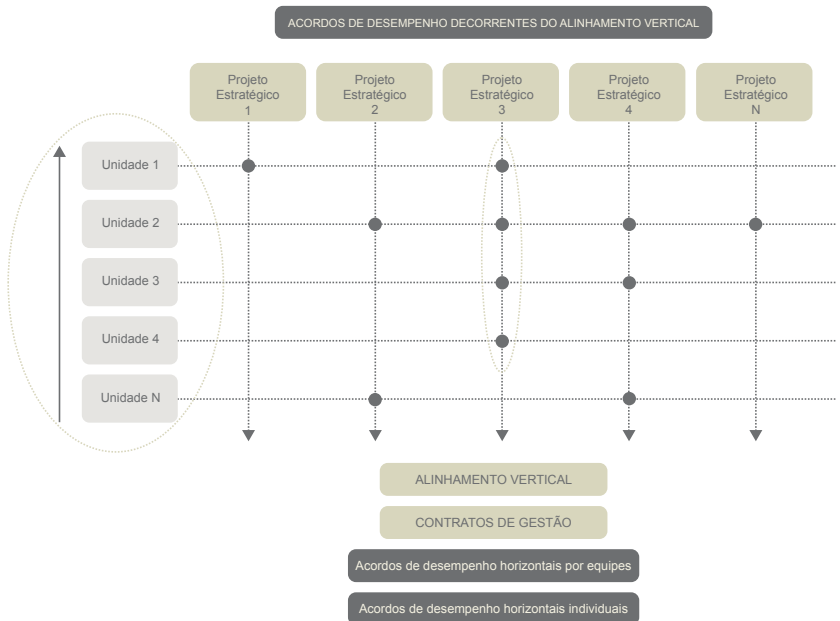 ACORDOS DE DESEMPENHO DECORRENTES DO ALINHAMENTO VERTICAL
Projeto
Estratégico
1
Projeto
Estratégico
2
Projeto
Estratégico
3
Projeto
Estratégico
4
Projeto
Estratégico
N
Unidade 1
Unidade 2
Unidade 3
Unidade 4
Unidade N
ALINHAMENTO VERTICAL
CONTRATOS DE GESTÃO
Acordos de desempenho horizontais por equipes
Acordos de desempenho horizontais individuais